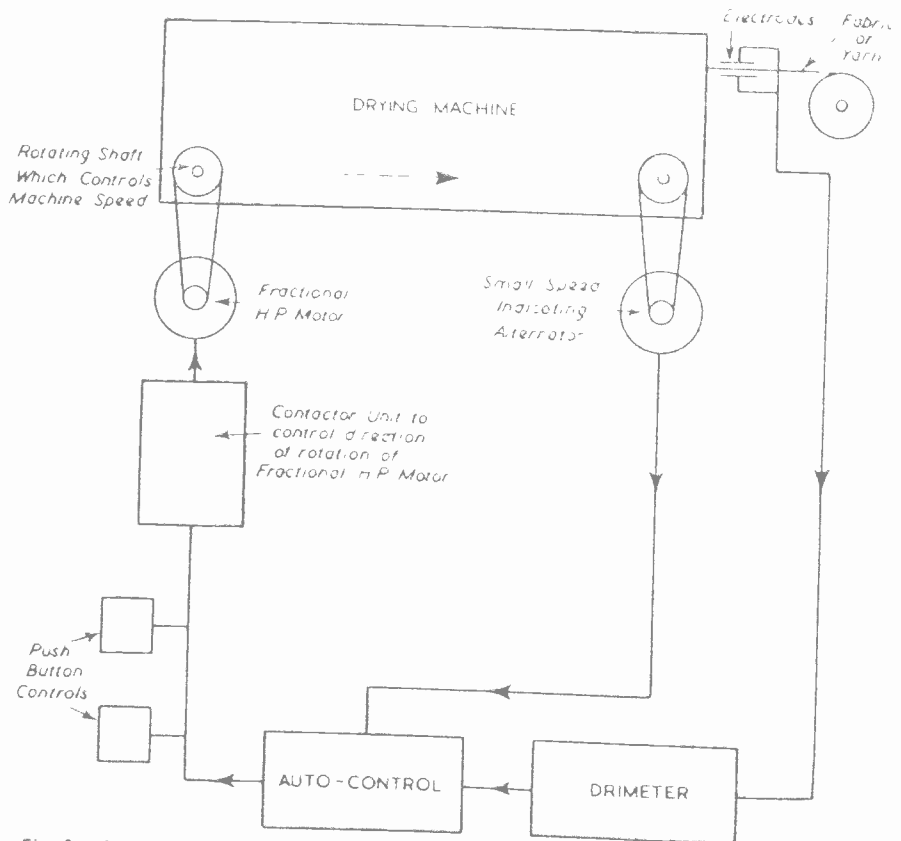 Electrodes
Fabric
or
Yarn
DRYING MACHINE
Rotating Shaft
Which Controls
Machine Speed
Fractional
H.P. Motor
Small Speed
Indicating
Alternator
Contactor Unit to
control direction
of rotation of
Fractional H.P. Motor
Push
Button
Controls
AUTO-CONTROL
DRIMETER